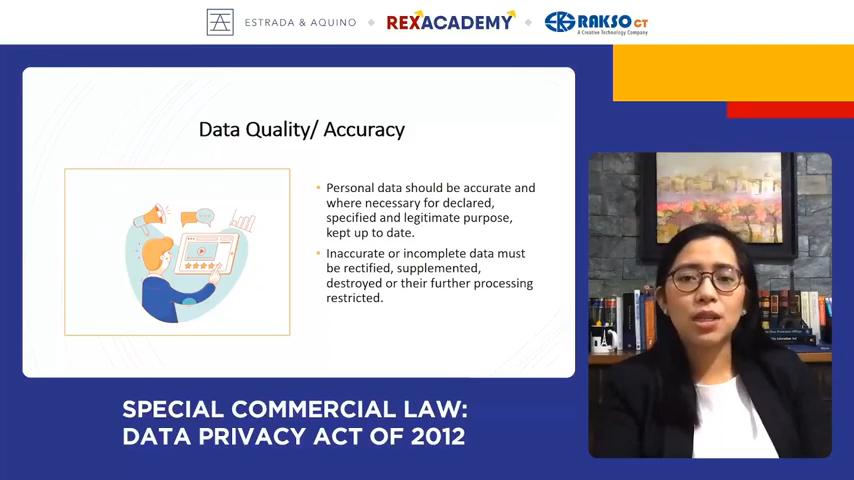 ESTRADA & AQUINO
REXACADEMY
RAKSO CT
A Creative Technology Company
Data Quality/ Accuracy
• Personal data should be accurate and
where necessary for declared,
specified and legitimate purpose,
kept up to date.
• Inaccurate or incomplete data must
be rectified, supplemented,
destroyed or their further processing
restricted.
SPECIAL COMMERCIAL LAW:
DATA PRIVACY ACT OF 2012